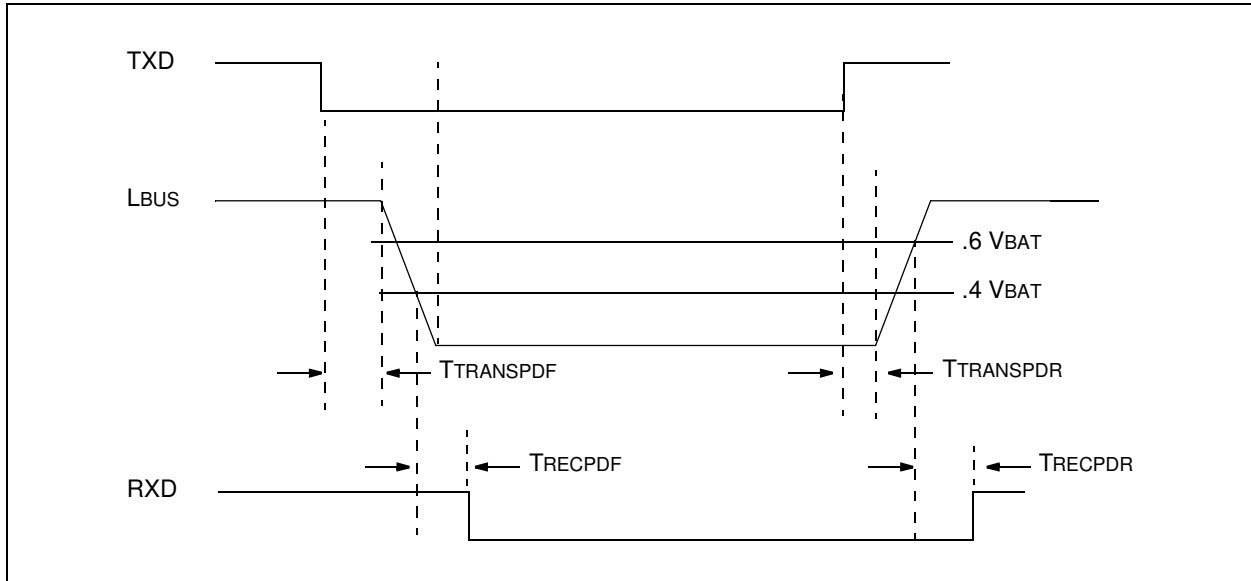 TXD
LBUS
.6 VBAT
.4 VBAT
TTRANSPDF
TTRANSPDR
TRECPDF
TRECPDR
RXD